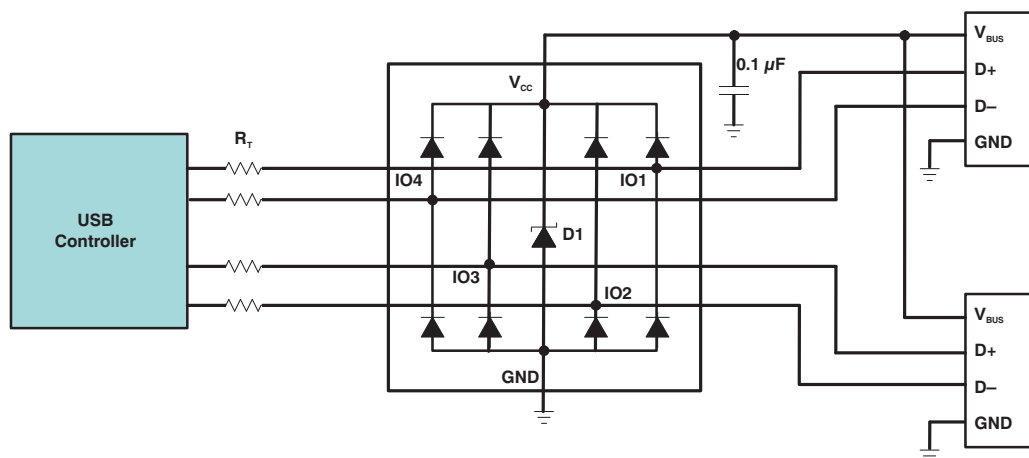 USB
Controller
R_T
V_CC
IO4
IO1
D1
IO3
IO2
GND
0.1 µF
V_BUS
D+
D–
GND
V_BUS
D+
D–
GND